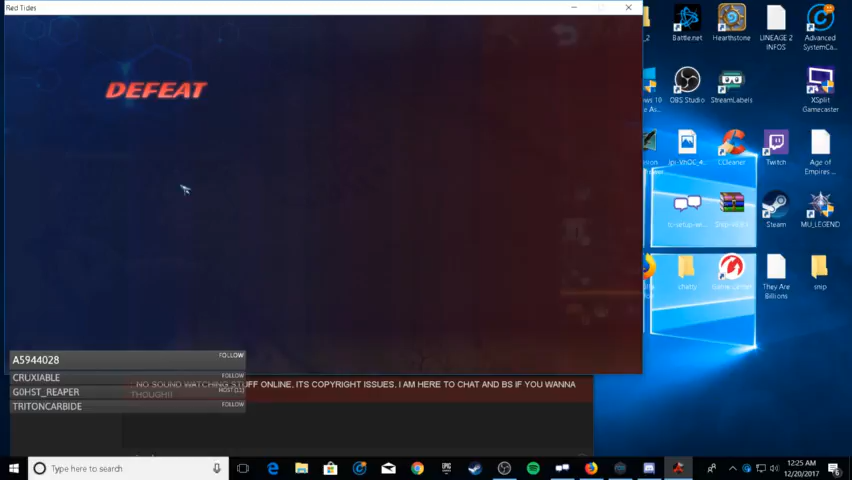 Red Tides
DEFEAT
A5944028
FOLLOW
CRUXIABLE
FOLLOW
G0HST_REAPER
TRITONCARBIDE
FOLLOW
NO SOUND WATCHING STUFF ONLINE. ITS COPYRIGHT ISSUES. I AM HERE TO CHAT AND BS IF YOU WANNA
THOUGH!!
Battle.net
Hearthstone
LINEAGE 2
INFOS
Advanced
SystemCa...
OBS Studio
StreamLabels
XSplit
Gamecaster
CCleaner
Twitch
Age of
Empires...
Steam
MU_LEGEND
chatty
They Are
Billions
snip
Type here to search
12:25 AM
12/20/2017